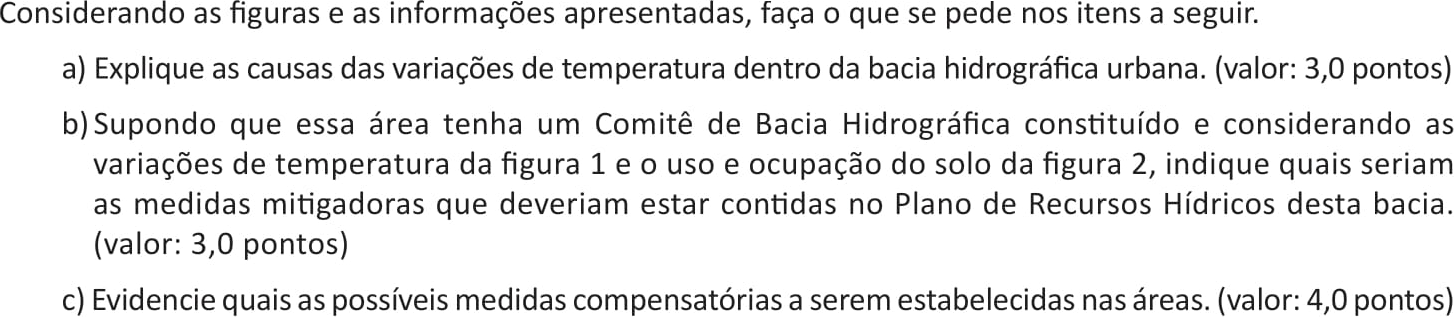 Considerando as figuras e as informações apresentadas, faça o que se pede nos itens a seguir.
a) Explique as causas das variações de temperatura dentro da bacia hidrográfica urbana. (valor: 3,0 pontos)
b) Supondo que essa área tenha um Comitê de Bacia Hidrográfica constituído e considerando as
variações de temperatura da figura 1 e o uso e ocupação do solo da figura 2, indique quais seriam
as medidas mitigadoras que deveriam estar contidas no Plano de Recursos Hídricos desta bacia.
(valor: 3,0 pontos)
c) Evidencie quais as possíveis medidas compensatórias a serem estabelecidas nas áreas. (valor: 4,0 pontos)